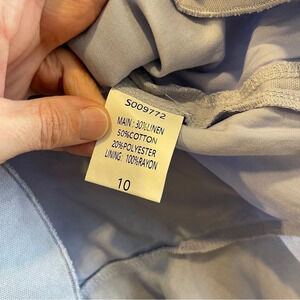 S009772
MAIN: 30%LINEN
50%COTTON
20%POLYESTER
LINING: 100%RAYON
10